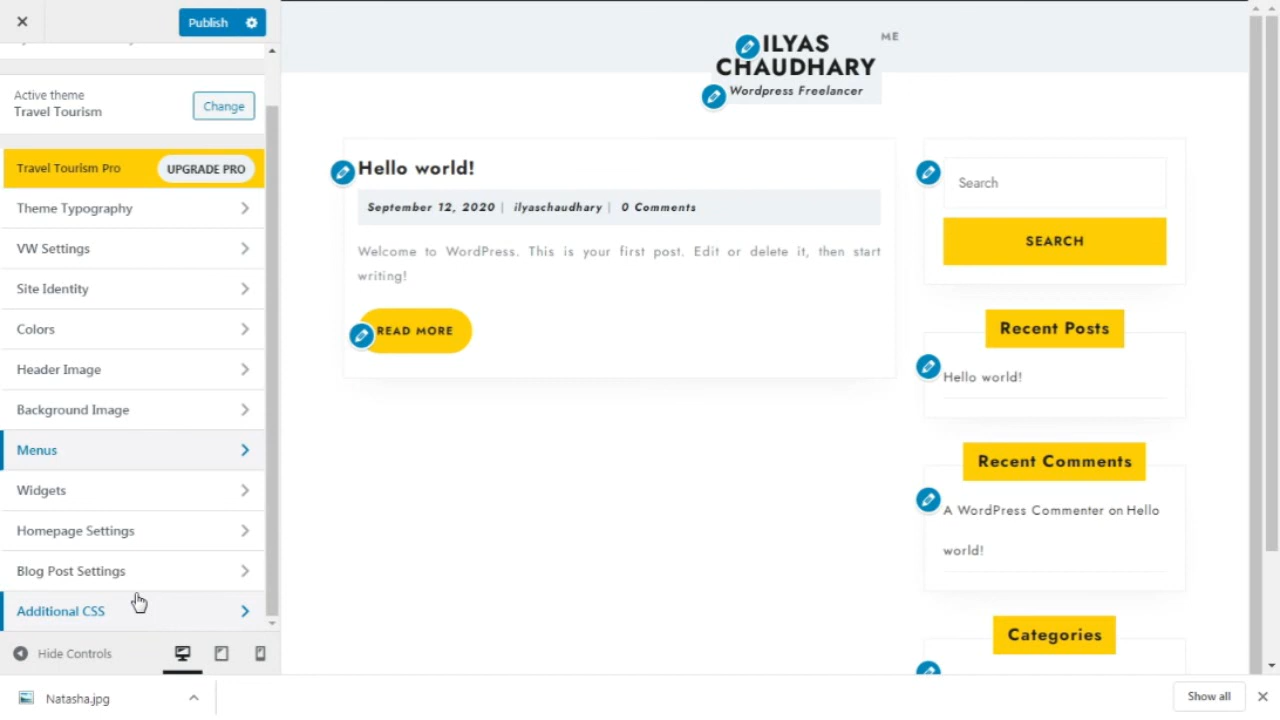 Publish
Active theme
Travel Tourism
Change
Travel Tourism Pro
UPGRADE PRO
Theme Typography
VW Settings
Site Identity
Colors
Header Image
Background Image
Menus
Widgets
Homepage Settings
Blog Post Settings
Additional CSS
Hide Controls
ILYAS
CHAUDHARY
ME
Wordpress Freelancer
Hello world!
September 12, 2020 | ilyaschaudhary | 0 Comments
Welcome to WordPress. This is your first post. Edit or delete it, then start
writing!
READ MORE
Search
SEARCH
Recent Posts
Hello world!
Recent Comments
A WordPress Commenter on Hello
world!
Categories
Natasha.jpg
Show all